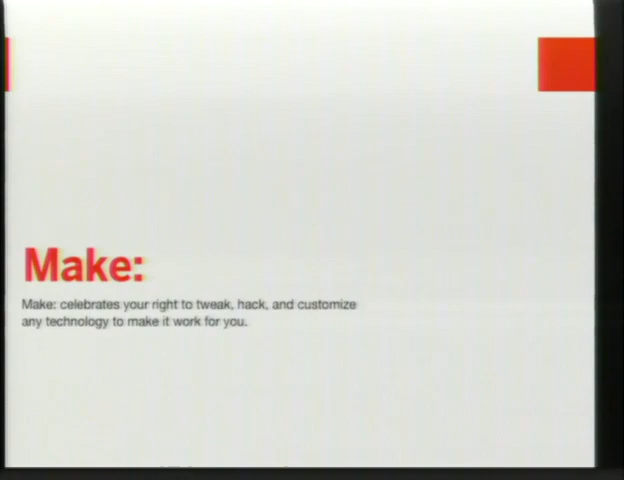 Make:
Make: celebrates your right to tweak, hack, and customize
any technology to make it work for you.